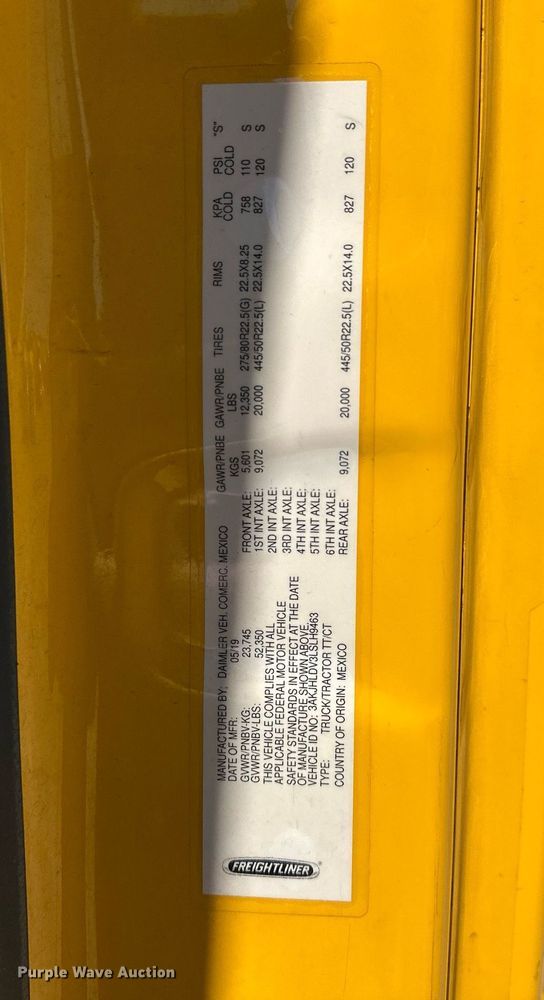 MANUFACTURED BY: DAIMLER VEH. COMERC. MEXICO
DATE OF MFR: 05/19
GVWR/PNBV-KG: 23,745
GVWR/PNBV-LBS: 52,350
THIS VEHICLE COMPLIES WITH ALL
APPLICABLE FEDERAL MOTOR VEHICLE
SAFETY STANDARDS IN EFFECT AT THE DATE
OF MANUFACTURE SHOWN ABOVE.
VEHICLE ID NO: 3AKJHLDV3LSLH9463
TYPE: TRUCK/TRACTOR TT/CT
COUNTRY OF ORIGIN: MEXICO
GAWR/PNBE GAWR/PNBE TIRES RIMS KPA PSI "S"
KGS LBS COLD COLD
FRONT AXLE: 5,601 12,350 275/80R22.5(G) 22.5X8.25 758 110 S
1ST INT AXLE: 9,072 20,000 445/50R22.5(L) 22.5X14.0 827 120 S
2ND INT AXLE:
3RD INT AXLE:
4TH INT AXLE:
5TH INT AXLE:
6TH INT AXLE:
REAR AXLE: 9,072 20,000 445/50R22.5(L) 22.5X14.0 827 120 S
FREIGHTLINER
Purple Wave Auction